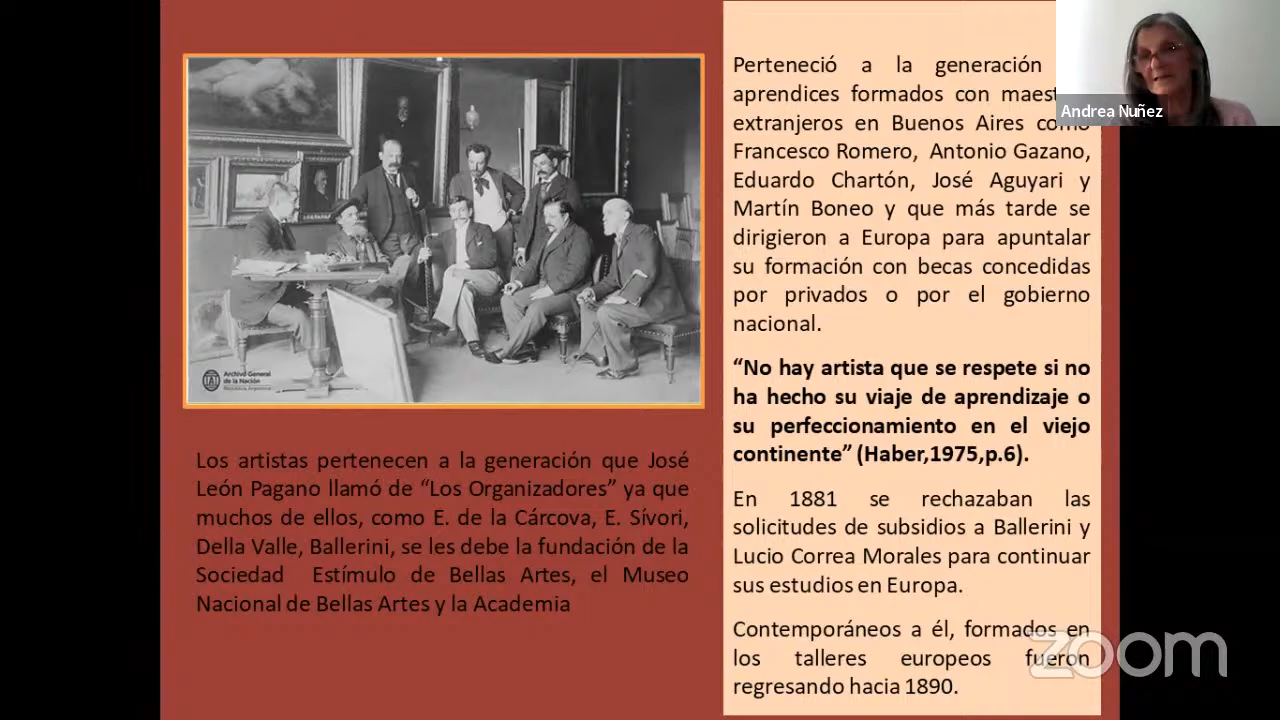 Archivo General
de la Nación
República Argentina
Los artistas pertenecen a la generación que José
León Pagano llamó de “Los Organizadores” ya que
muchos de ellos, como E. de la Cárcova, E. Sívori,
Della Valle, Ballerini, se les debe la fundación de la
Sociedad Estímulo de Bellas Artes, el Museo
Nacional de Bellas Artes y la Academia
Perteneció a la generación
aprendices formados con
extranjeros en Buenos Aires como
Francesco Romero, Antonio Gazano,
Eduardo Chartón, José Aguyari y
Martín Boneo y que más tarde se
dirigieron a Europa para apuntalar
su formación con becas concedidas
por privados o por el gobierno
nacional.
“No hay artista que se respete si no
ha hecho su viaje de aprendizaje o
su perfeccionamiento en el viejo
continente” (Haber,1975,p.6).
En 1881 se rechazaban las
solicitudes de subsidios a Ballerini y
Lucio Correa Morales para continuar
sus estudios en Europa.
Contemporáneos a él, formados en
los talleres europeos fueron
regresando hacia 1890.
Andrea Nuñez
zoom